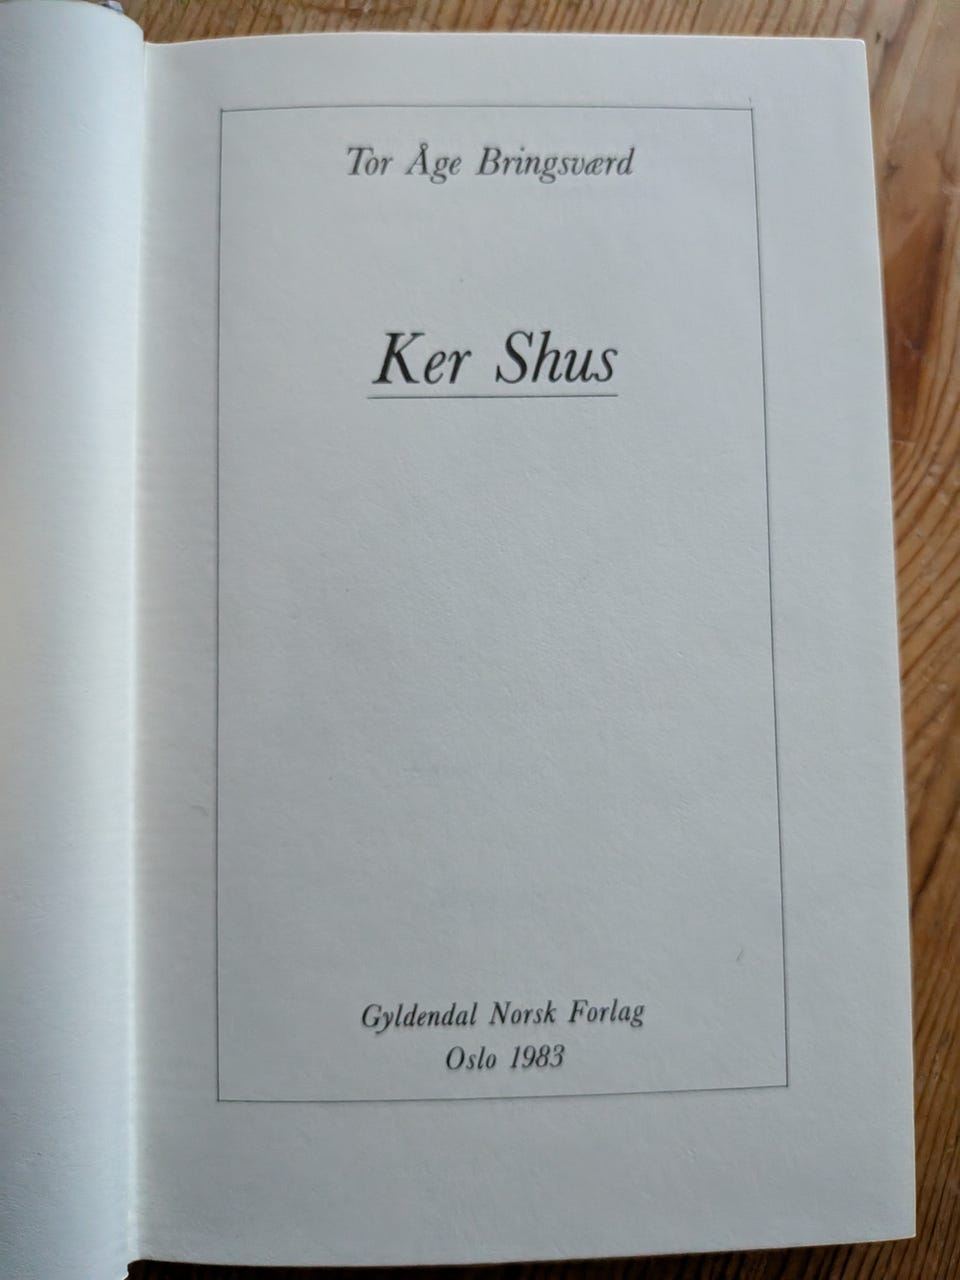 Tor Åge Bringsværd
Ker Shus
Gyldendal Norsk Forlag
Oslo 1983